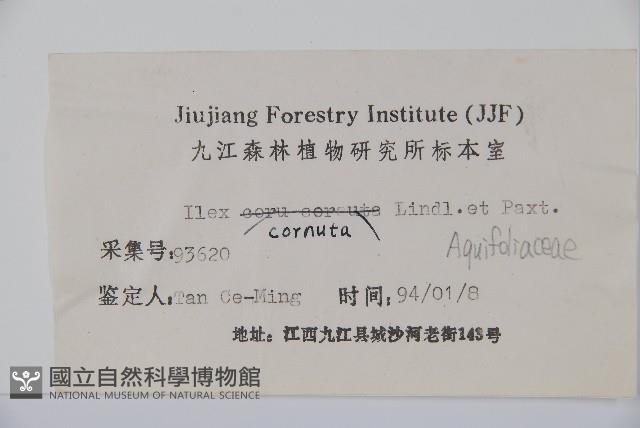 Jiujiang Forestry Institute (JJF)
九江森林植物研究所标本室
Ilex coru corcuta Lindl.et Paxt.
cornuta
Aquifoliaceae
采集号:93620
鉴定人:Tan Ce-Ming 时间:94/01/8
地址:江西九江县城沙河老街143号
國立自然科學博物館
NATIONAL MUSEUM OF NATURAL SCIENCE